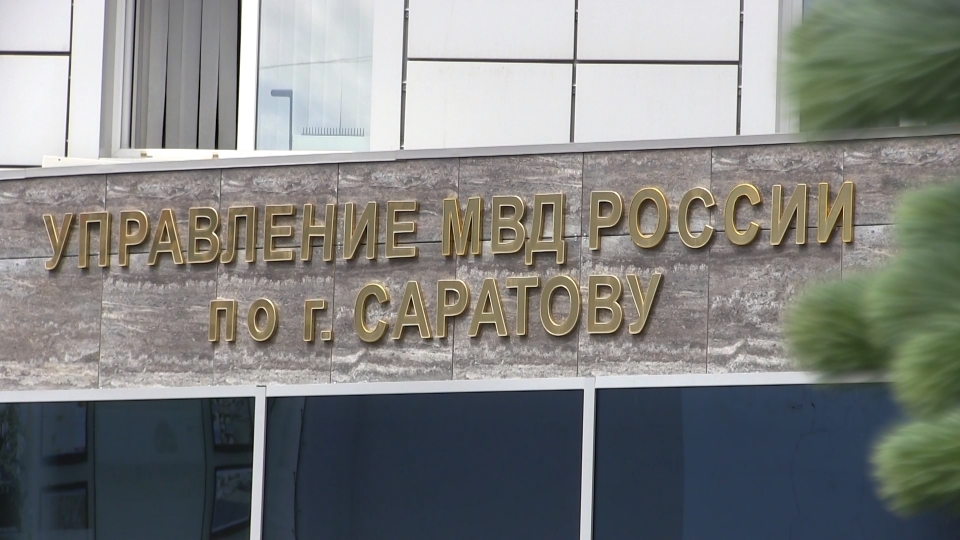 УПРАВЛЕНИЕ МВД РОССИИ
по г. САРАТОВУ